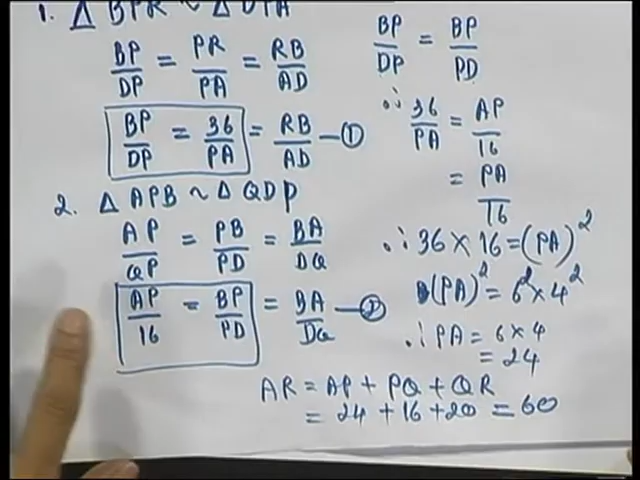 1. Δ BPR ~ Δ DPA
BP/DP = PR/PA = RB/AD
BP/DP = 36/PA = RB/AD — ①
2. Δ APB ~ Δ QDP
AP/QP = PB/PD = BA/DQ
AP/16 = BP/PD = BA/DQ — ②
BP/DP = BP/PD
∴ 36/PA = AP/16
= PA/16
∴ 36 × 16 = (PA)²
(PA)² = 6² × 4²
∴ PA = 6 × 4
= 24
AR = AP + PQ + QR
= 24 + 16 + 20 = 60